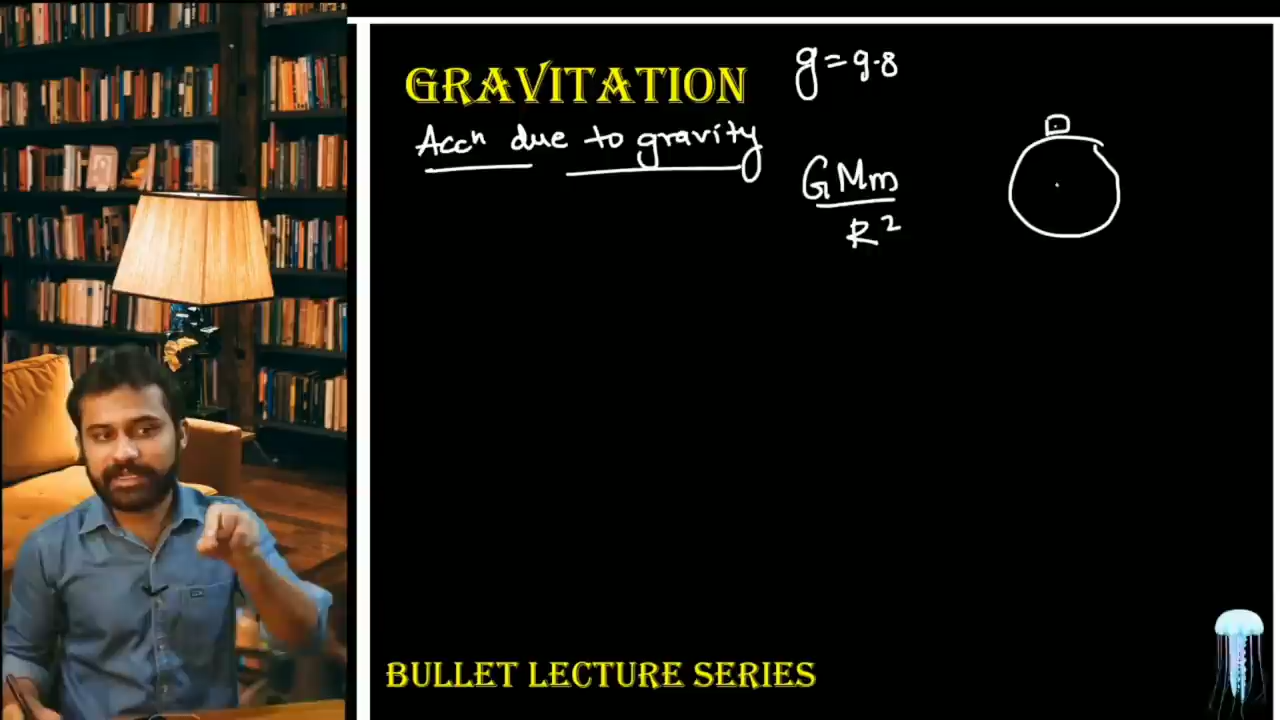 GRAVITATION
g = 9.8
Accn due to gravity
GMm
R2
BULLET LECTURE SERIES